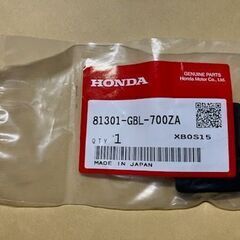 HONDA
GENUINE PARTS
Honda Motor Co., Ltd.
81301-GBL-700ZA
QTY 1
XB0S15
MADE IN JAPAN